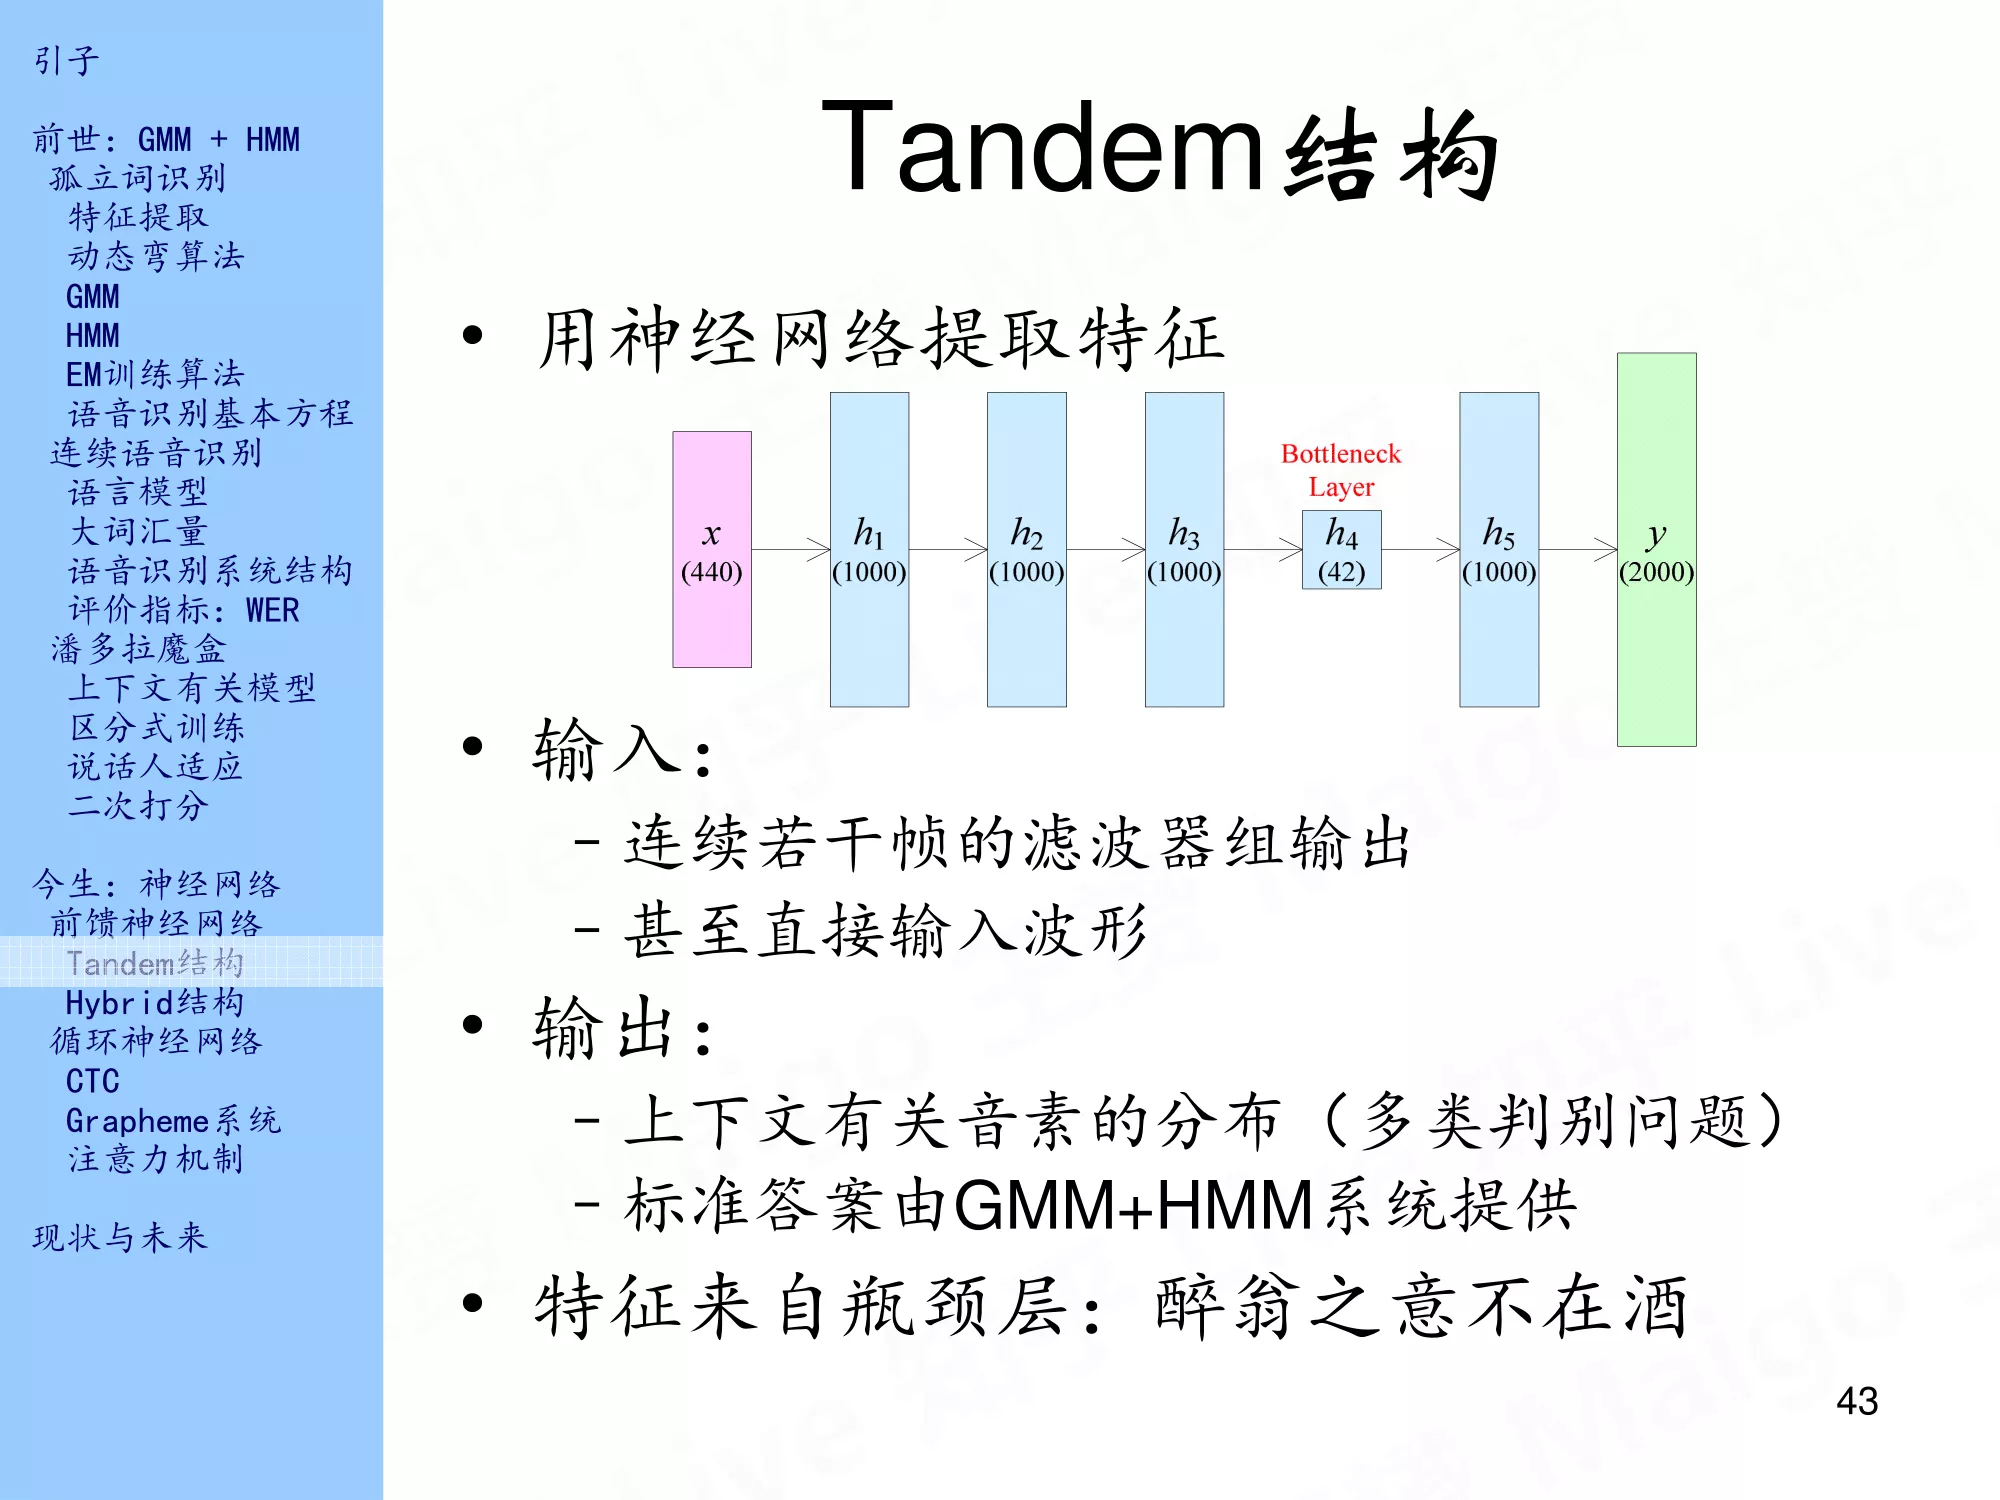 引子
前世：GMM + HMM
孤立词识别
特征提取
动态弯算法
GMM
HMM
EM训练算法
语音识别基本方程
连续语音识别
语言模型
大词汇量
语音识别系统结构
评价指标：WER
潘多拉魔盒
上下文有关模型
区分式训练
说话人适应
二次打分
今生：神经网络
前馈神经网络
Tandem结构
Hybrid结构
循环神经网络
CTC
Grapheme系统
注意力机制
现状与未来
Tandem结构
• 用神经网络提取特征
Bottleneck
Layer
x h1 h2 h3 h4 h5 y
(440) (1000) (1000) (1000) (42) (1000) (2000)
• 输入：
– 连续若干帧的滤波器组输出
– 甚至直接输入波形
• 输出：
– 上下文有关音素的分布（多类判别问题）
– 标准答案由GMM+HMM系统提供
• 特征来自瓶颈层：醉翁之意不在酒
43